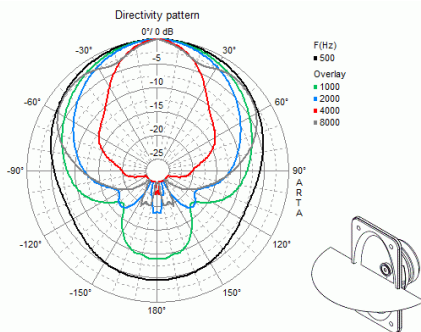 Directivity pattern
0°/ 0 dB
-30°
30°
-5
-60°
60°
-10
-15
-20
-25
-90°
90°
-120°
120°
-150°
150°
180°
F(Hz)
500
Overlay
1000
2000
4000
8000
A
R
T
A